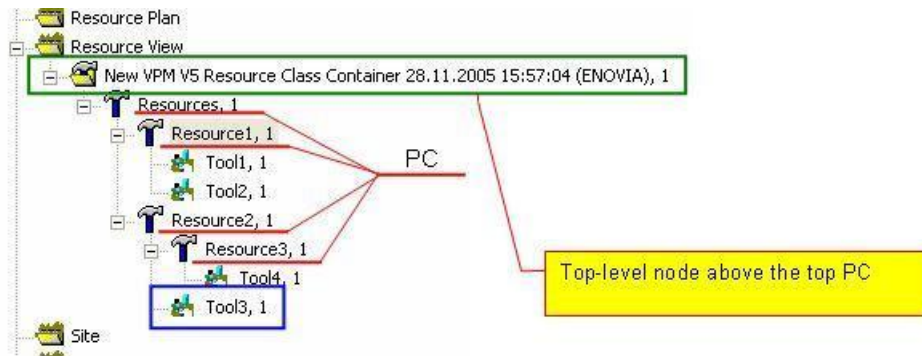 Resource Plan
Resource View
New VPM V5 Resource Class Container 28.11.2005 15:57:04 (ENOVIA), 1
Resources, 1
Resource1, 1
PC
Tool1, 1
Tool2, 1
Resource2, 1
Resource3, 1
Top-level node above the top PC
Tool4, 1
Tool3, 1
Site